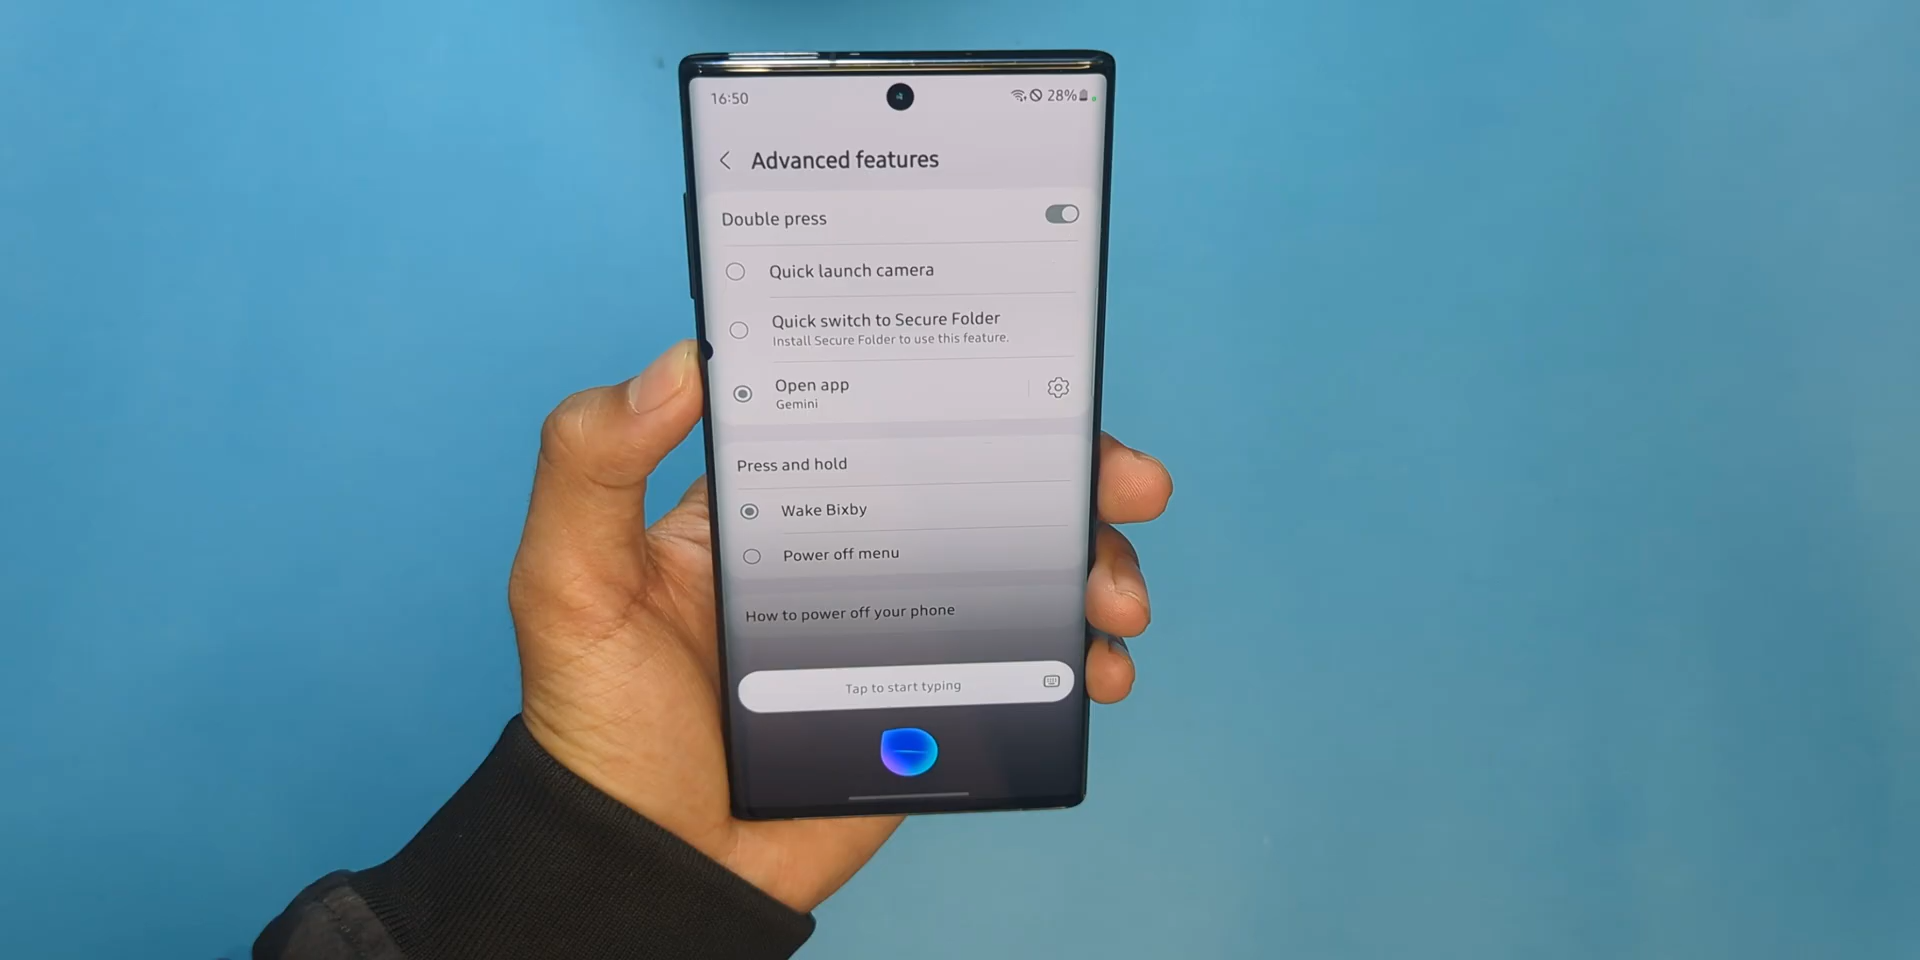 16:50
28%
Advanced features
Double press
Quick launch camera
Quick switch to Secure Folder
Install Secure Folder to use this feature.
Open app
Gemini
Press and hold
Wake Bixby
Power off menu
How to power off your phone
Tap to start typing